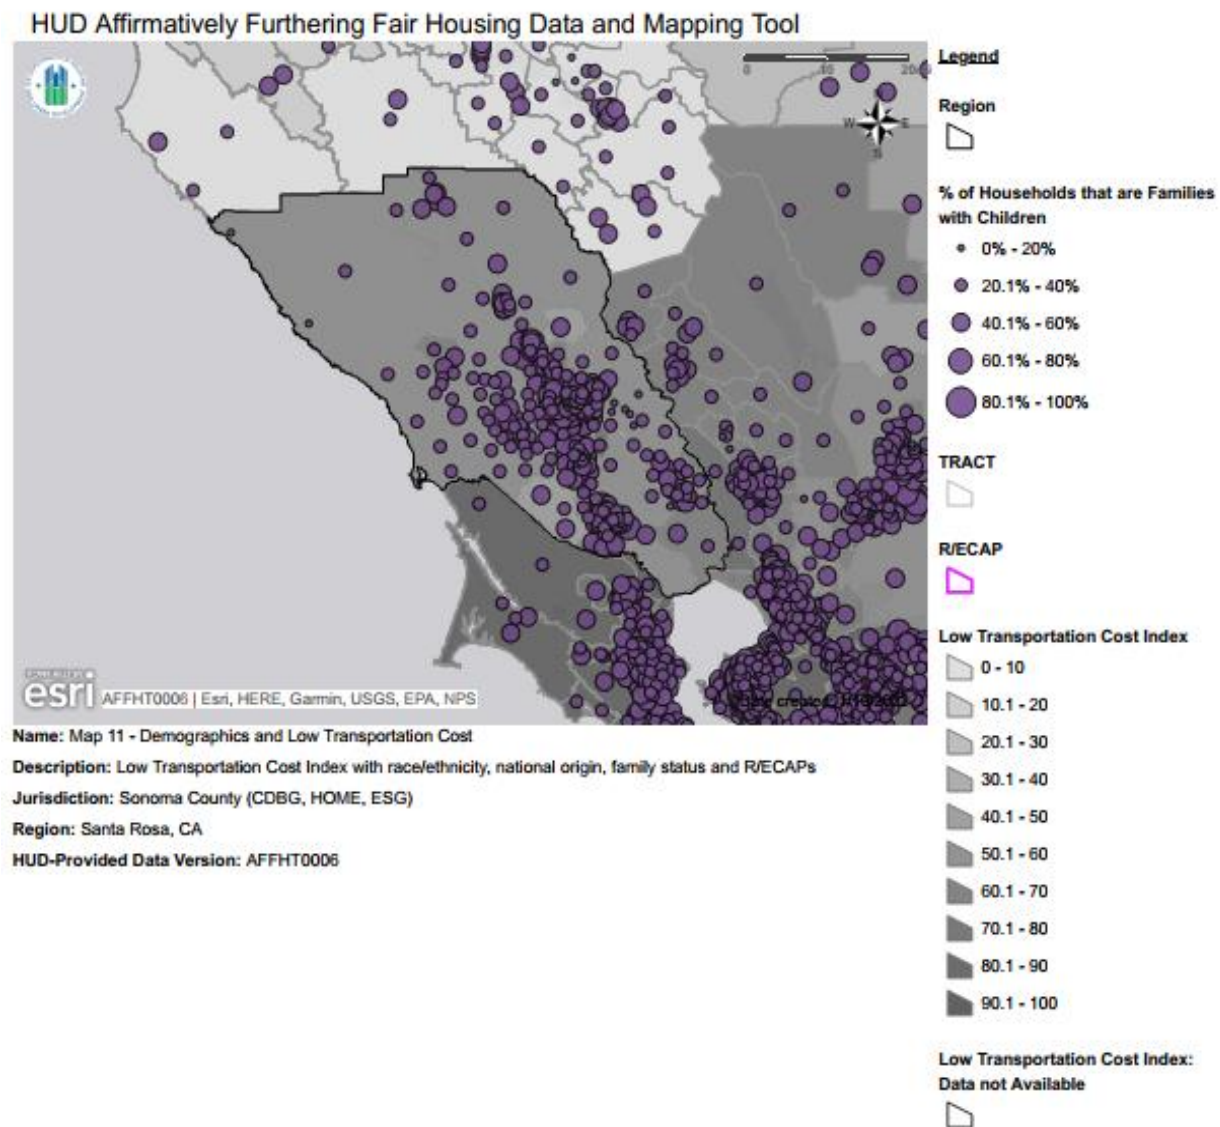 HUD Affirmatively Furthering Fair Housing Data and Mapping Tool
0 10 20
W E
S
esri
AFFHT0006 | Esri, HERE, Garmin, USGS, EPA, NPS
Name: Map 11 - Demographics and Low Transportation Cost
Description: Low Transportation Cost Index with race/ethnicity, national origin, family status and R/ECAPs
Jurisdiction: Sonoma County (CDBG, HOME, ESG)
Region: Santa Rosa, CA
HUD-Provided Data Version: AFFHT0006
Legend
Region
% of Households that are Families
with Children
0% - 20%
20.1% - 40%
40.1% - 60%
60.1% - 80%
80.1% - 100%
TRACT
R/ECAP
Low Transportation Cost Index
0 - 10
10.1 - 20
20.1 - 30
30.1 - 40
40.1 - 50
50.1 - 60
60.1 - 70
70.1 - 80
80.1 - 90
90.1 - 100
Low Transportation Cost Index:
Data not Available